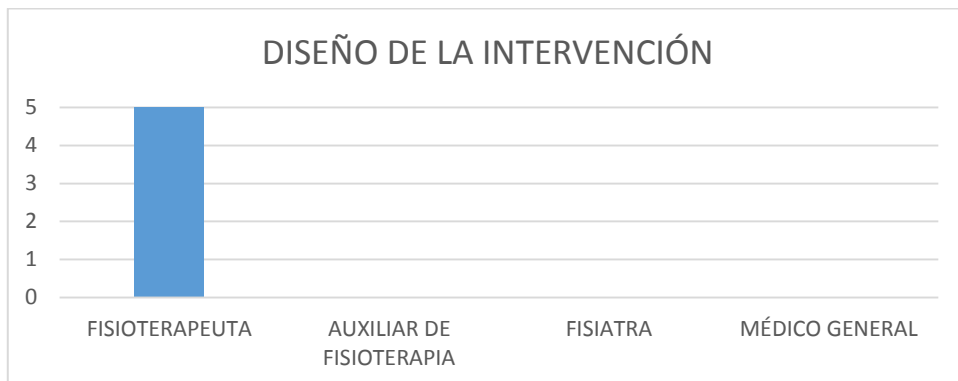 DISEÑO DE LA INTERVENCIÓN
5
4
3
2
1
0
FISIOTERAPEUTA
AUXILIAR DE
FISIOTERAPIA
FISIATRA
MÉDICO GENERAL